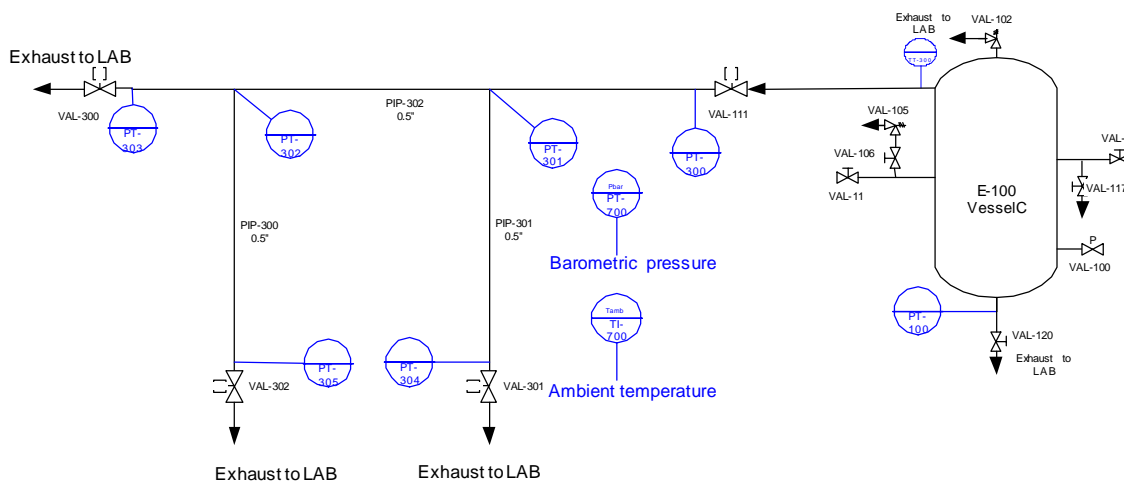 Exhaust to
LAB
VAL-102
Exhaust to LAB
TT-300
VAL-300
PT-
303
PT-
302
PIP-302
0.5"
PT-
301
PT-
300
VAL-111
VAL-105
VAL-106
VAL-11
VAL-
VAL-117
E-100
VesselC
P
VAL-100
Pbar
PT-
700
Barometric pressure
PIP-300
0.5"
PIP-301
0.5"
Tamb
TI-
700
Ambient temperature
PT-
100
VAL-120
Exhaust to
LAB
PT-
305
PT-
304
VAL-302
VAL-301
Exhaust to LAB
Exhaust to LAB